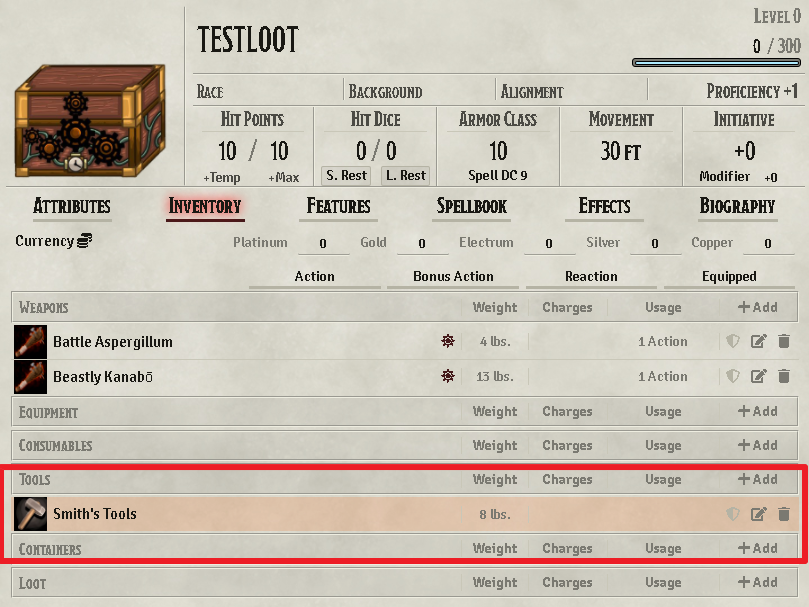 TESTLOOT
Level 0
0 / 300
Race Background Alignment Proficiency +1
Hit Points Hit Dice Armor Class Movement Initiative
10 / 10 0 / 0 10 30 ft +0
+Temp +Max S. Rest L. Rest Spell DC 9 Modifier +0
Attributes Inventory Features Spellbook Effects Biography
Currency Platinum 0 Gold 0 Electrum 0 Silver 0 Copper 0
Action Bonus Action Reaction Equipped
Weapons Weight Charges Usage +Add
Battle Aspergillum 4 lbs. 1 Action
Beastly Kanabō 13 lbs. 1 Action
Equipment Weight Charges Usage +Add
Consumables Weight Charges Usage +Add
Tools Weight Charges Usage +Add
Smith's Tools 8 lbs.
Containers Weight Charges Usage +Add
Loot Weight Charges Usage +Add